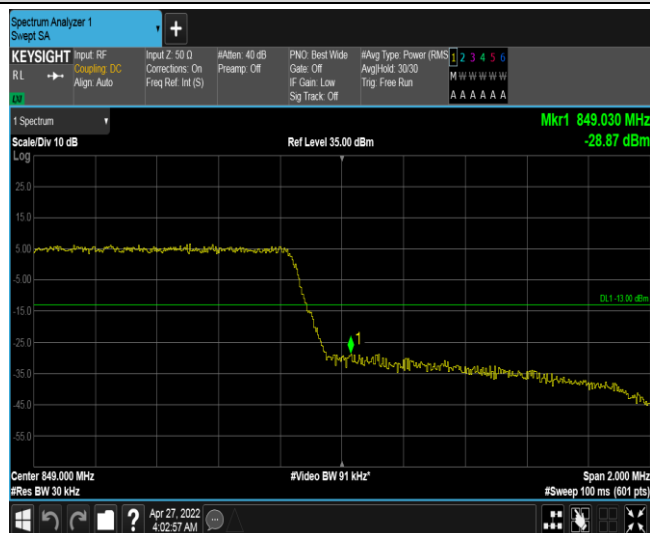 Spectrum Analyzer 1
Swept SA
+
KEYSIGHT Input: RF Input Z: 50 Ω #Atten: 40 dB PNO: Best Wide #Avg Type: Power (RMS 1 2 3 4 5 6
RL Coupling: DC Corrections: On Preamp: Off Gate: Off Avg|Hold: 30/30 M W W W W W
Align: Auto Freq Ref: Int (S) IF Gain: Low Trig: Free Run
Sig Track: Off A A A A A A
1 Spectrum Mkr1 849.030 MHz
Scale/Div 10 dB Ref Level 35.00 dBm -28.87 dBm
Log
25.0
15.0
5.00
-5.00
DL1 -13.00 dBm
-15.0
1
-25.0
-35.0
-45.0
-55.0
Center 849.000 MHz #Video BW 91 kHz* Span 2.000 MHz
#Res BW 30 kHz #Sweep 100 ms (601 pts)
? Apr 27, 2022
4:02:57 AM